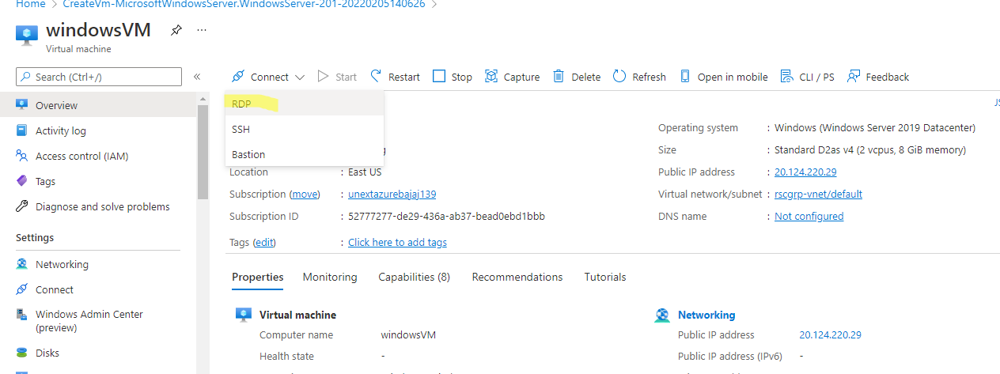 Home > CreateVm-MicrosoftWindowsServer.WindowsServer-201-20220205140626 >
windowsVM
Virtual machine
Search (Ctrl+/)
Connect Start Restart Stop Capture Delete Refresh Open in mobile CLI / PS Feedback
RDP
SSH
Bastion
Overview
Activity log
Access control (IAM)
Tags
Diagnose and solve problems
Settings
Networking
Connect
Windows Admin Center
(preview)
Disks
Location : East US
Subscription (move) : unextazurebajaj139
Subscription ID : 52777277-de29-436a-ab37-bead0ebd1bbb
Tags (edit) : Click here to add tags
Operating system : Windows (Windows Server 2019 Datacenter)
Size : Standard D2as v4 (2 vcpus, 8 GiB memory)
Public IP address : 20.124.220.29
Virtual network/subnet : rscgrp-vnet/default
DNS name : Not configured
Properties Monitoring Capabilities (8) Recommendations Tutorials
Virtual machine
Computer name windowsVM
Health state -
Networking
Public IP address 20.124.220.29
Public IP address (IPv6) -